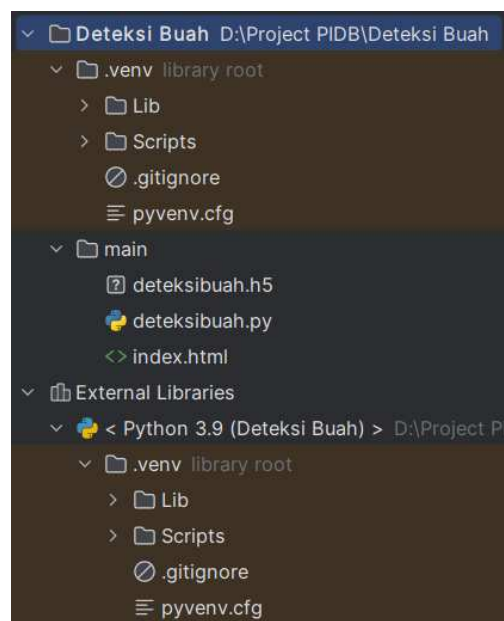 Deteksi Buah D:\Project PIDB\Deteksi Buah
.venv library root
Lib
Scripts
.gitignore
pyvenv.cfg
main
deteksibuah.h5
deteksibuah.py
<> index.html
External Libraries
< Python 3.9 (Deteksi Buah) > D:\Project P
.venv library root
Lib
Scripts
.gitignore
pyvenv.cfg